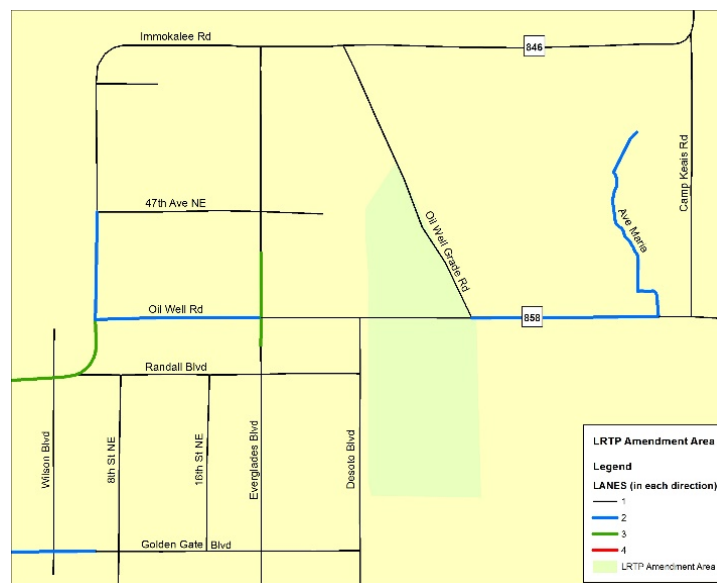 Immokalee Rd
846
Camp Keais Rd
47th Ave NE
Ave Maria
Oil Well Grade Rd
Oil Well Rd
858
Randall Blvd
Wilson Blvd
8th St NE
16th St NE
Everglades Blvd
Desoto Blvd
Golden Gate Blvd
LRTP Amendment Area
Legend
LANES (in each direction)
1
2
3
4
LRTP Amendment Area